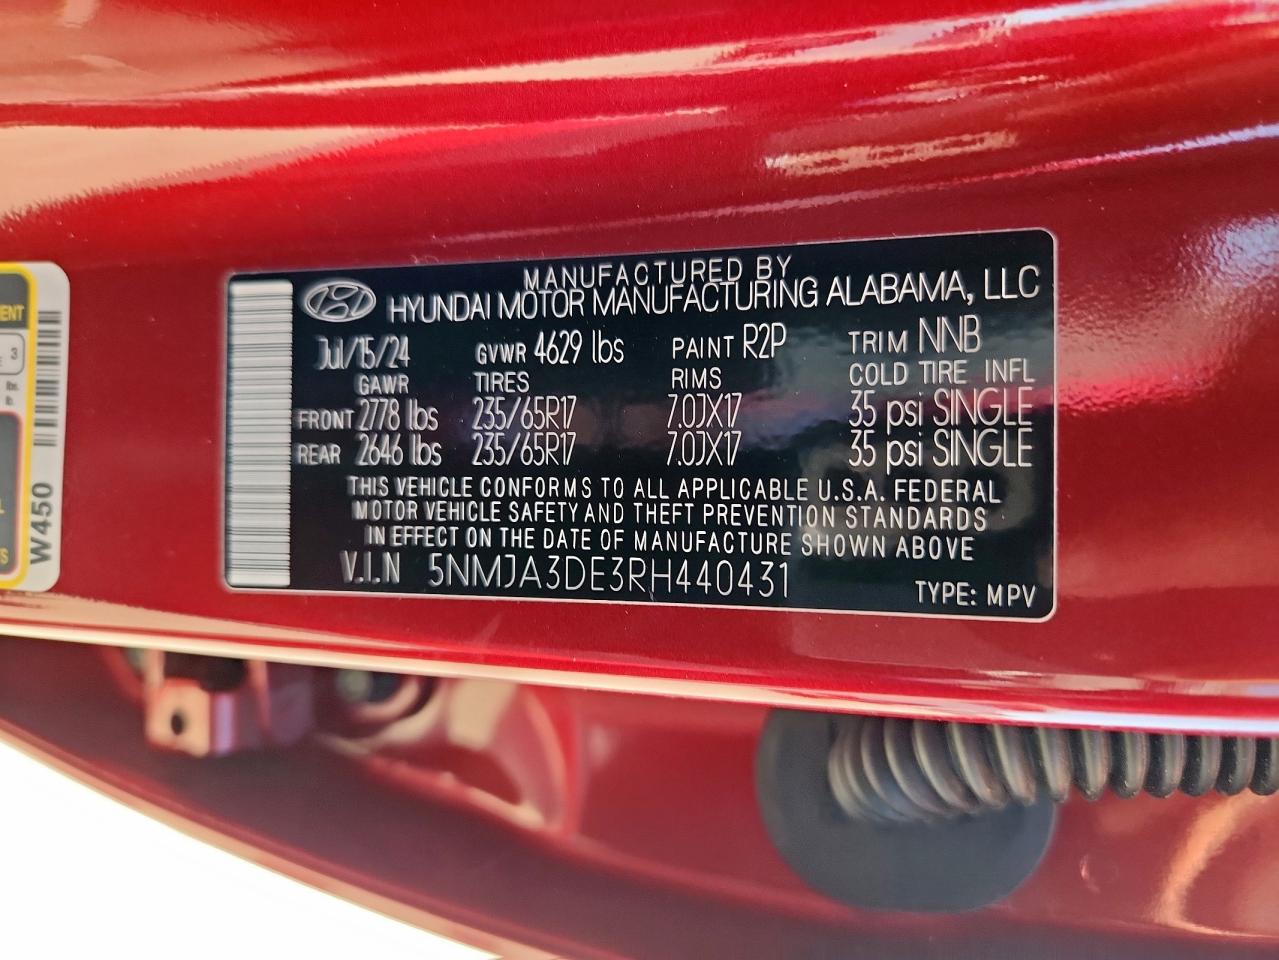 MANUFACTURED BY
HYUNDAI MOTOR MANUFACTURING ALABAMA, LLC
Jul/15/24 GVWR 4629 lbs PAINT R2P TRIM NNB
GAWR TIRES RIMS COLD TIRE INFL
FRONT 2778 lbs 235/65R17 7.0JX17 35 psi SINGLE
REAR 2646 lbs 235/65R17 7.0JX17 35 psi SINGLE
THIS VEHICLE CONFORMS TO ALL APPLICABLE U.S.A. FEDERAL
MOTOR VEHICLE SAFETY AND THEFT PREVENTION STANDARDS
IN EFFECT ON THE DATE OF MANUFACTURE SHOWN ABOVE
V.I.N 5NMJA3DE3RH440431
TYPE: MPV
W450
3
lbs.
lb.